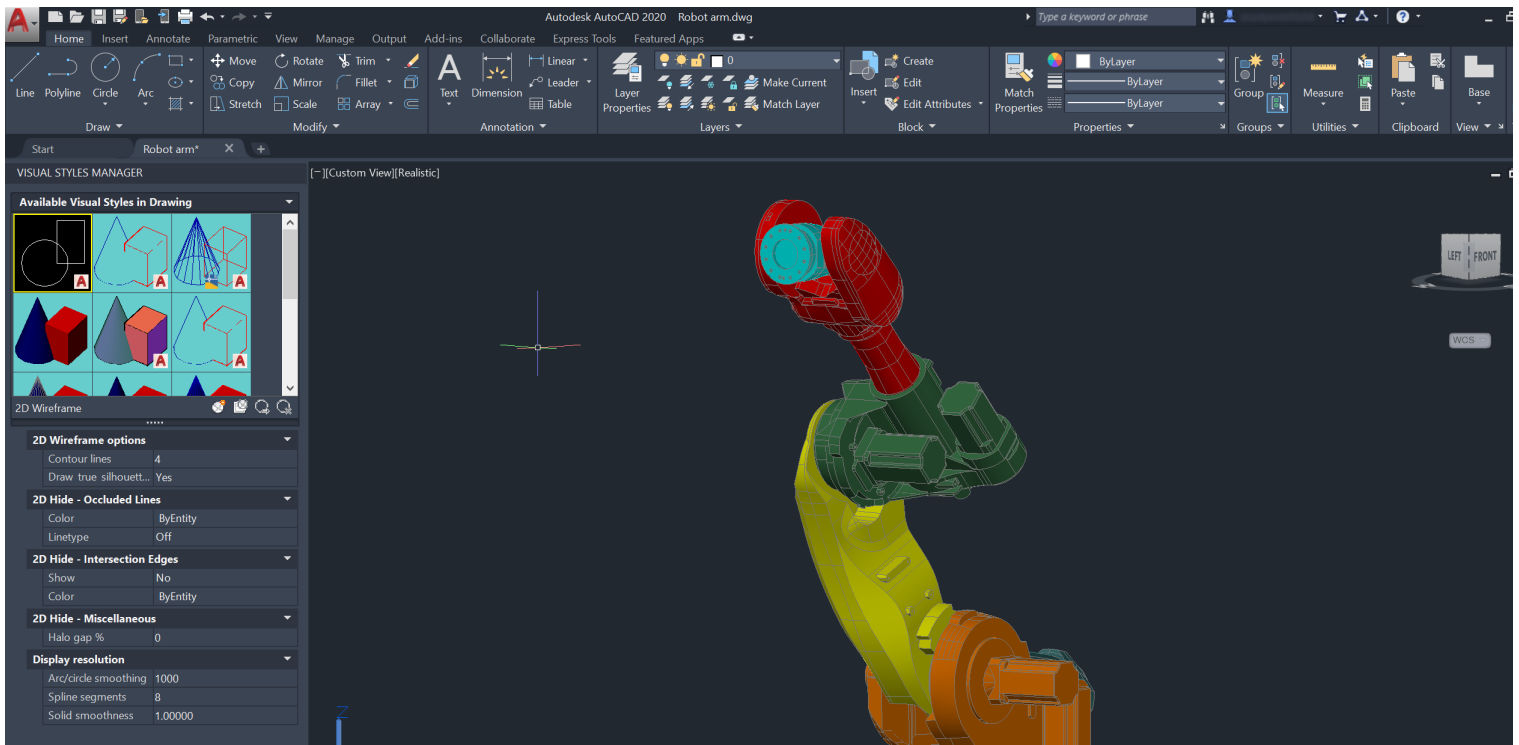 Autodesk AutoCAD 2020 Robot arm.dwg
Type a keyword or phrase
Home Insert Annotate Parametric View Manage Output Add-ins Collaborate Express Tools Featured Apps
Line Polyline Circle Arc
Move Rotate Trim
Copy Mirror Fillet
Stretch Scale Array
Text Dimension
Linear
Leader
Table
Layer Properties
0
Make Current
Match Layer
Insert
Create
Edit
Edit Attributes
Match Properties
ByLayer
ByLayer
ByLayer
Group
Measure
Paste
Base
Draw Modify Annotation Layers Block Properties Groups Utilities Clipboard View
Start Robot arm*
VISUAL STYLES MANAGER
[−][Custom View][Realistic]
Available Visual Styles in Drawing
LEFT FRONT
WCS
2D Wireframe
2D Wireframe options
Contour lines 4
Draw true silhouett... Yes
2D Hide - Occluded Lines
Color ByEntity
Linetype Off
2D Hide - Intersection Edges
Show No
Color ByEntity
2D Hide - Miscellaneous
Halo gap % 0
Display resolution
Arc/circle smoothing 1000
Spline segments 8
Solid smoothness 1.00000
Z